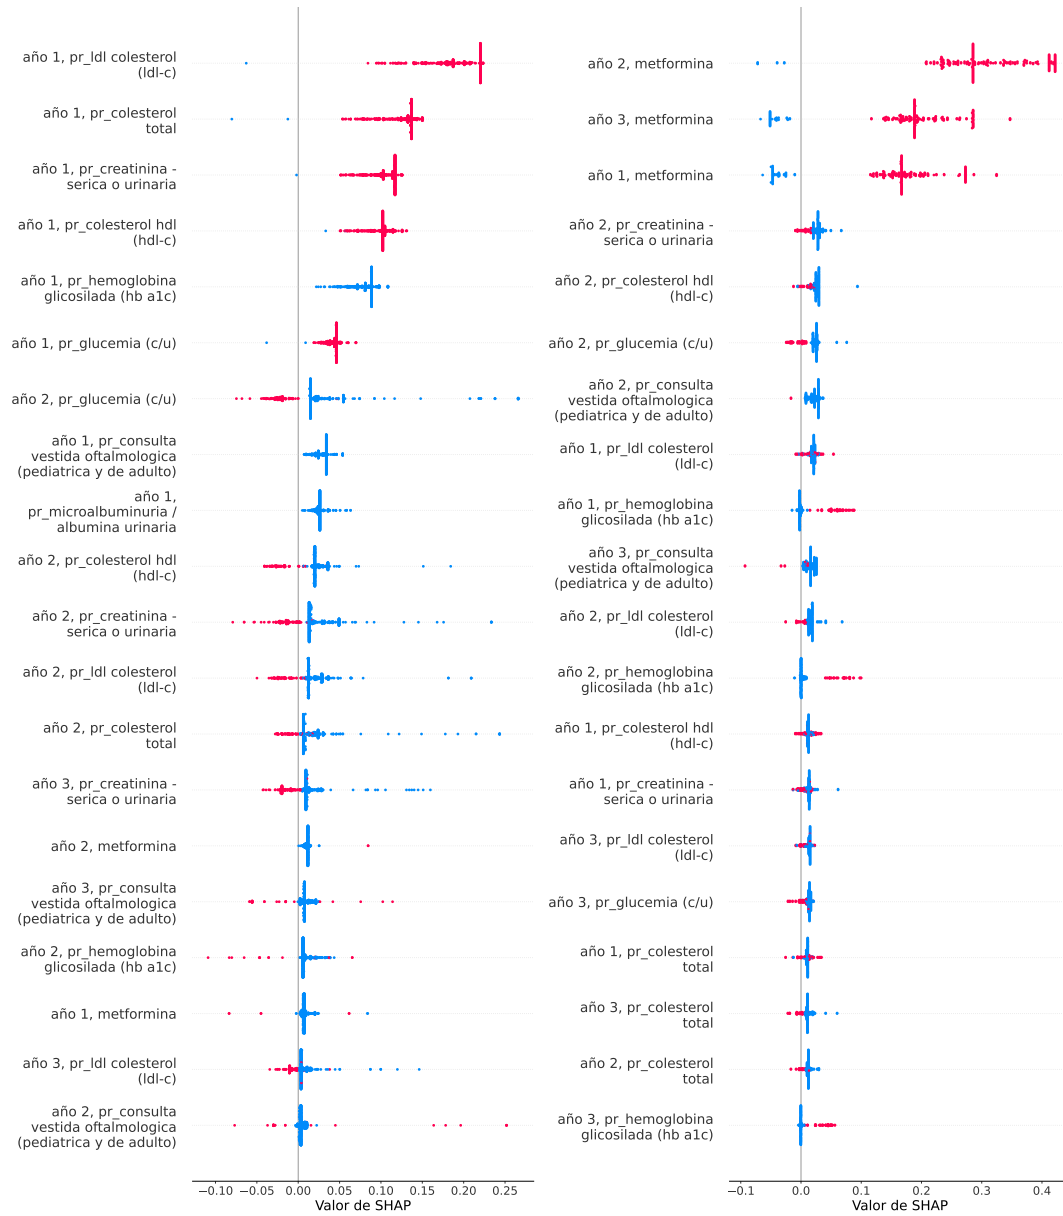 año 1, pr_ldl colesterol
(ldl-c)
año 1, pr_colesterol
total
año 1, pr_creatinina -
serica o urinaria
año 1, pr_colesterol hdl
(hdl-c)
año 1, pr_hemoglobina
glicosilada (hb a1c)
año 1, pr_glucemia (c/u)
año 2, pr_glucemia (c/u)
año 1, pr_consulta
vestida oftalmologica
(pediatrica y de adulto)
año 1,
pr_microalbuminuria /
albumina urinaria
año 2, pr_colesterol hdl
(hdl-c)
año 2, pr_creatinina -
serica o urinaria
año 2, pr_ldl colesterol
(ldl-c)
año 2, pr_colesterol
total
año 3, pr_creatinina -
serica o urinaria
año 2, metformina
año 3, pr_consulta
vestida oftalmologica
(pediatrica y de adulto)
año 2, pr_hemoglobina
glicosilada (hb a1c)
año 1, metformina
año 3, pr_ldl colesterol
(ldl-c)
año 2, pr_consulta
vestida oftalmologica
(pediatrica y de adulto)
−0.10 −0.05 0.00 0.05 0.10 0.15 0.20 0.25
Valor de SHAP
año 2, metformina
año 3, metformina
año 1, metformina
año 2, pr_creatinina -
serica o urinaria
año 2, pr_colesterol hdl
(hdl-c)
año 2, pr_glucemia (c/u)
año 2, pr_consulta
vestida oftalmologica
(pediatrica y de adulto)
año 1, pr_ldl colesterol
(ldl-c)
año 1, pr_hemoglobina
glicosilada (hb a1c)
año 3, pr_consulta
vestida oftalmologica
(pediatrica y de adulto)
año 2, pr_ldl colesterol
(ldl-c)
año 2, pr_hemoglobina
glicosilada (hb a1c)
año 1, pr_colesterol hdl
(hdl-c)
año 1, pr_creatinina -
serica o urinaria
año 3, pr_ldl colesterol
(ldl-c)
año 3, pr_glucemia (c/u)
año 1, pr_colesterol
total
año 3, pr_colesterol
total
año 2, pr_colesterol
total
año 3, pr_hemoglobina
glicosilada (hb a1c)
−0.1 0.0 0.1 0.2 0.3 0.4
Valor de SHAP